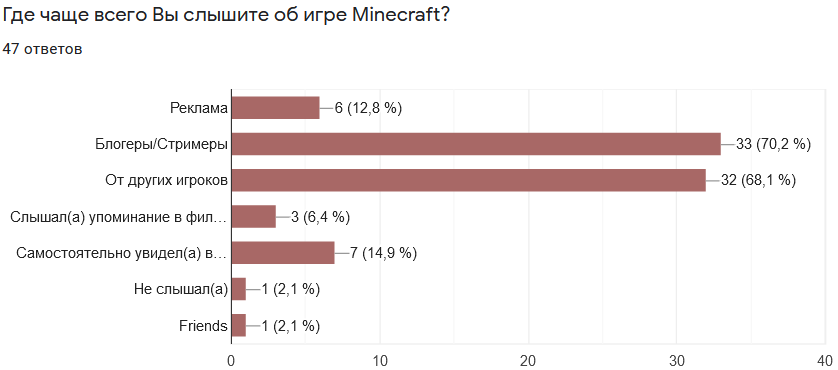 Где чаще всего Вы слышите об игре Minecraft?
47 ответов
Реклама 6 (12,8 %)
Блогеры/Стримеры 33 (70,2 %)
От других игроков 32 (68,1 %)
Слышал(а) упоминание в фил… 3 (6,4 %)
Самостоятельно увидел(а) в… 7 (14,9 %)
Не слышал(а) 1 (2,1 %)
Friends 1 (2,1 %)
0 10 20 30 40